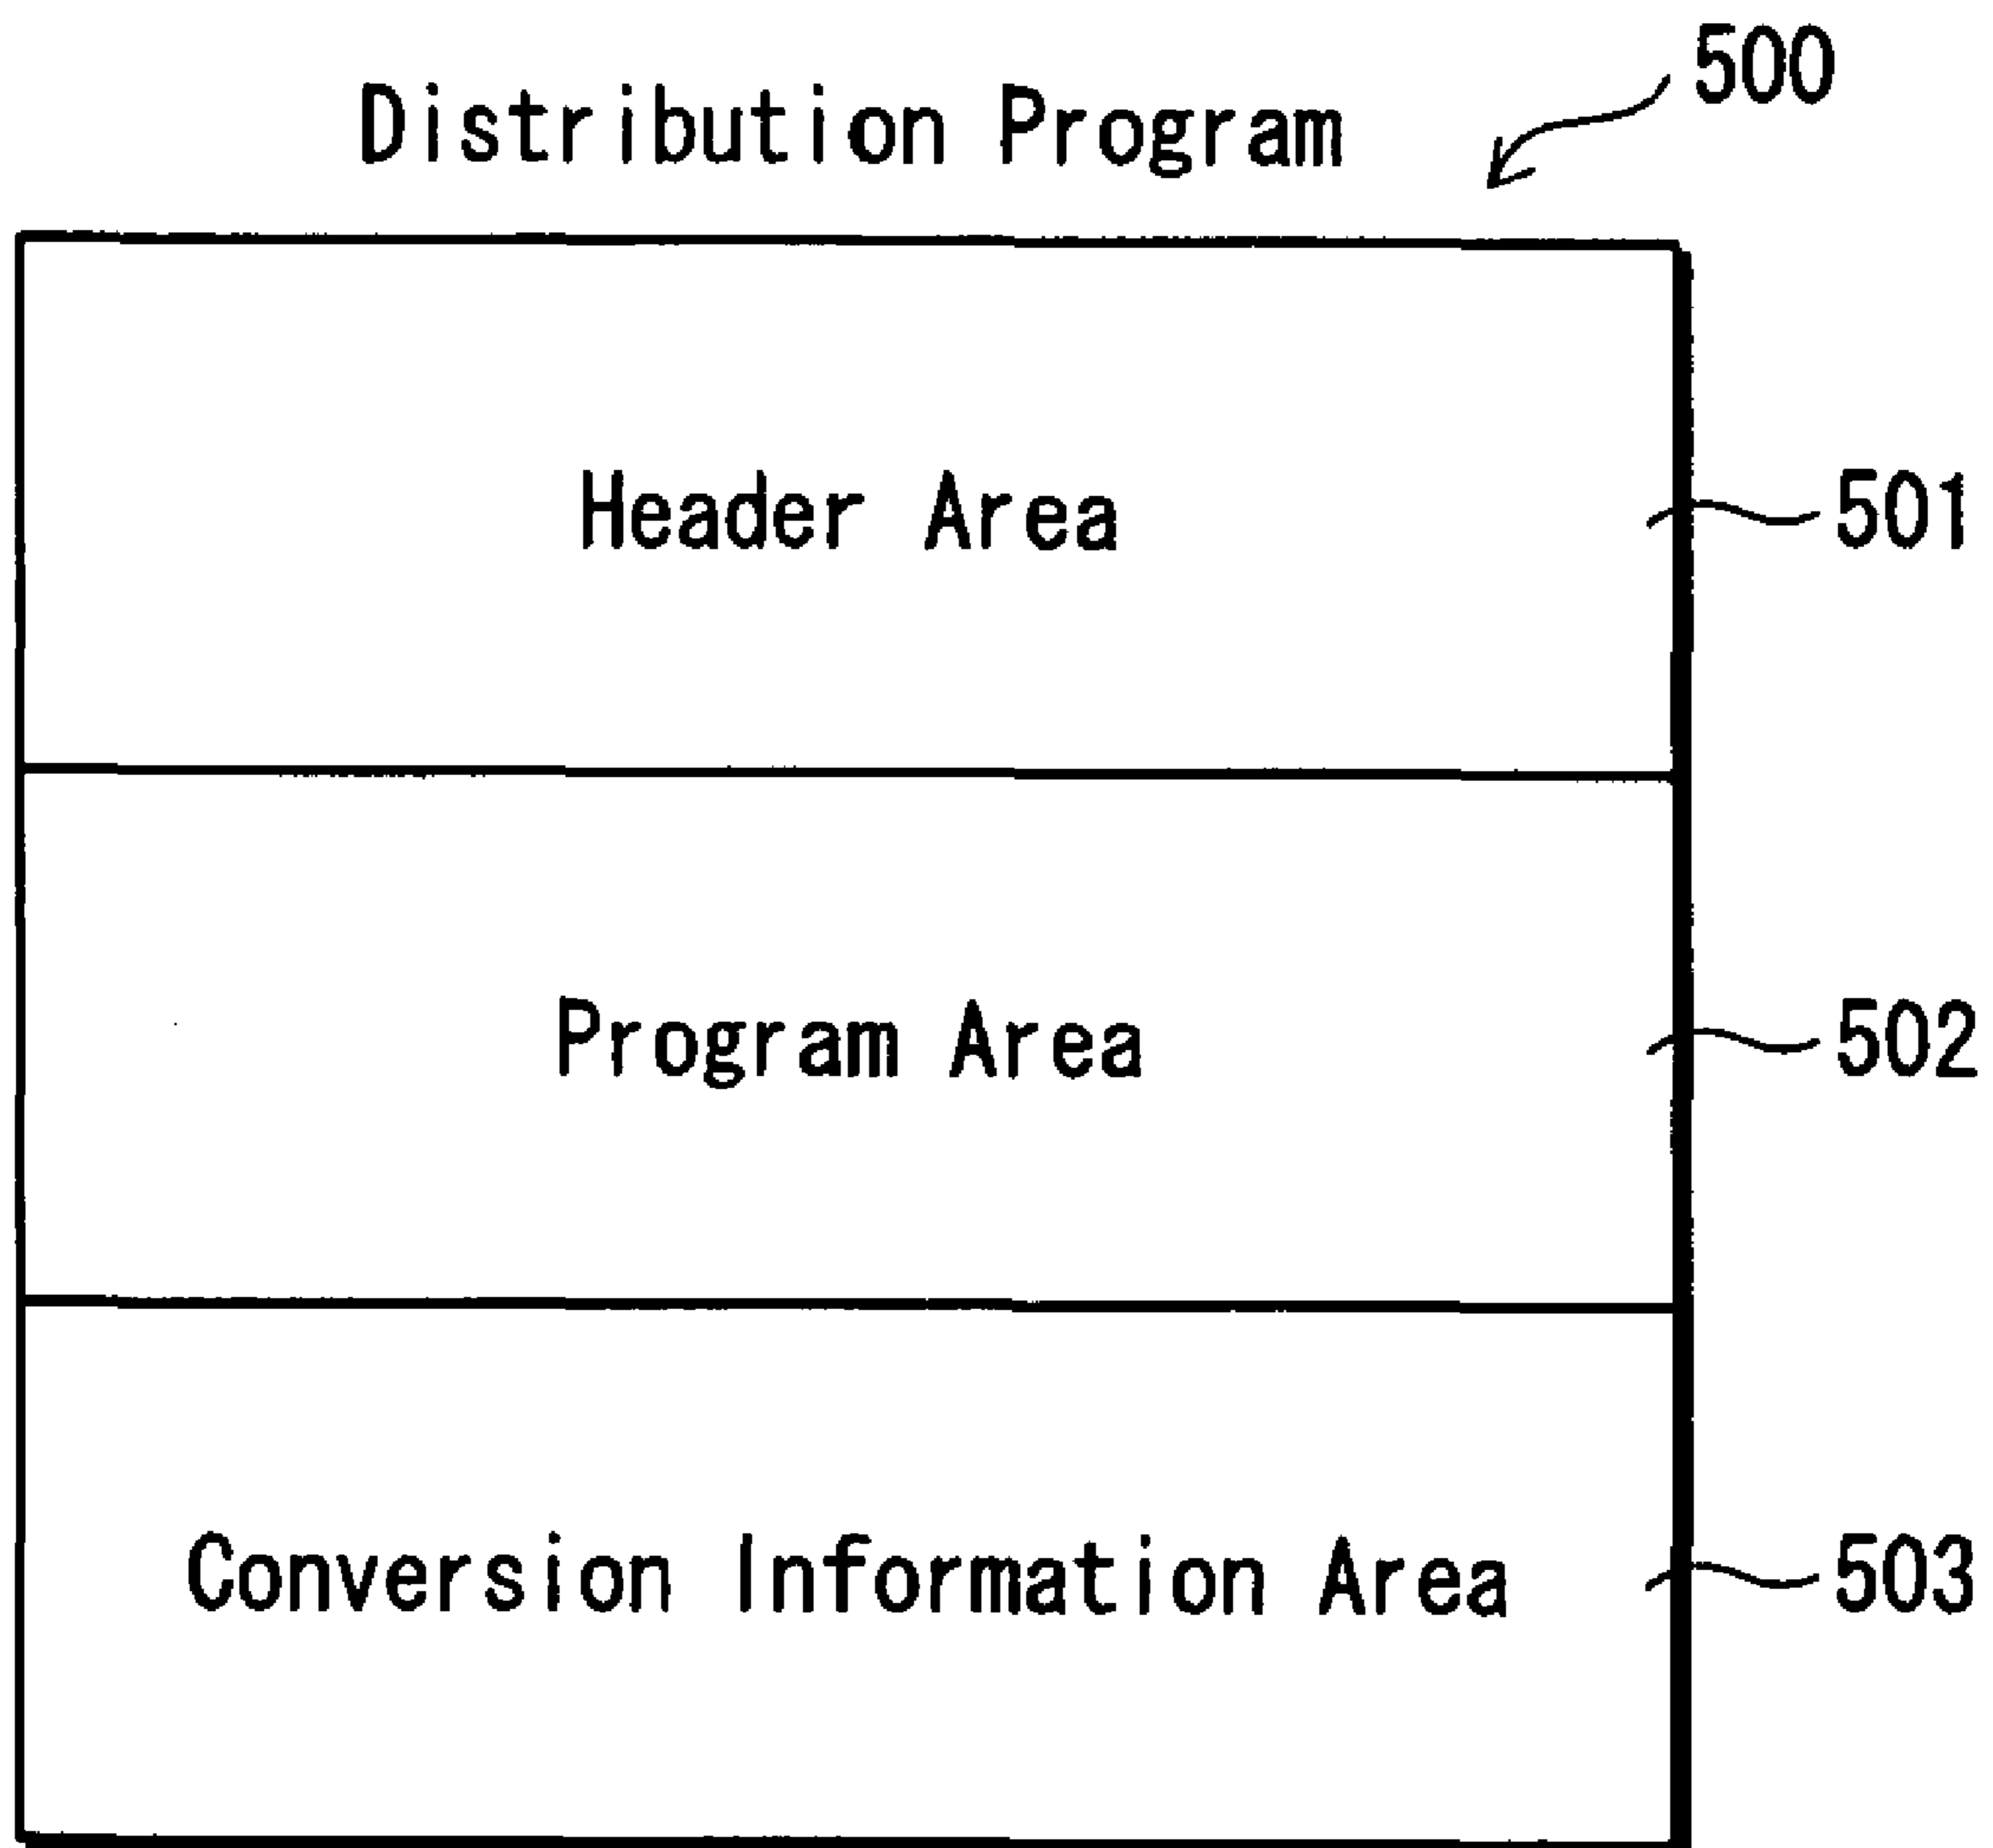 Distribution Program
500
Header Area
501
Program Area
502
Conversion Information Area
503